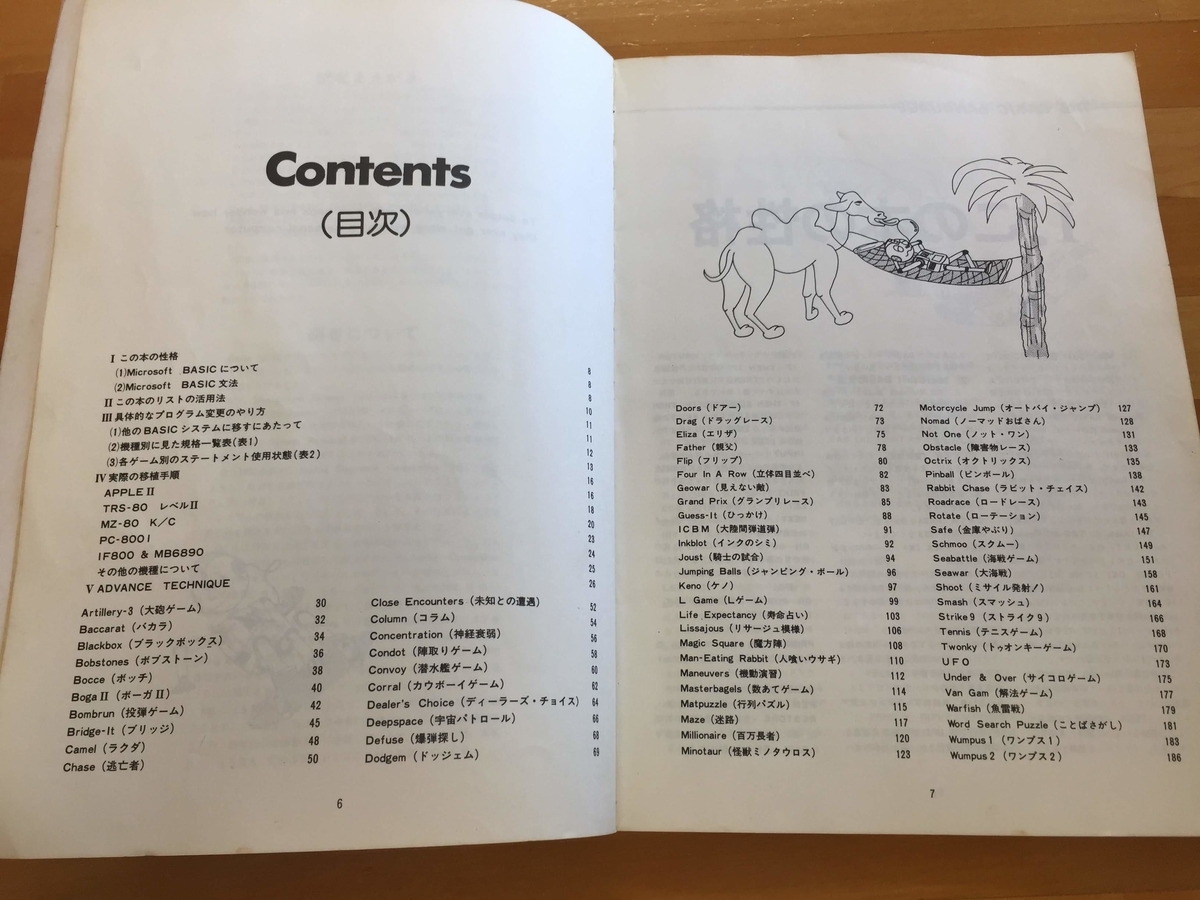 Contents
(目次)
I この本の性格 8
(1)Microsoft BASICについて 8
(2)Microsoft BASIC文法 8
IIこの本のリストの活用法 10
III具体的なプログラム変更のやり方 11
(1)他のBASICシステムに移すにあたって 11
(2)機種別に見た規格一覧表(表1) 12
(3)各ゲーム別のステートメント使用状態(表2) 13
IV実際の移植手順 16
APPLE II 16
TRS-80 レベルII 18
MZ-80 K/C 20
PC-8001 23
IF800 & MB6890 24
その他の機種について 25
V ADVANCE TECHNIQUE 26
Artillery-3(大砲ゲーム) 30
Baccarat(バカラ) 32
Blackbox(ブラックボックス) 34
Bobstones(ボブストーン) 36
Bocce(ボッチ) 38
Boga II(ボーガII) 40
Bombrun(投弾ゲーム) 42
Bridge-It(ブリッジ) 45
Camel(ラクダ) 48
Chase(逃亡者) 50
Close Encounters(未知との遭遇) 52
Column(コラム) 54
Concentration(神経衰弱) 56
Condot(陣取りゲーム) 58
Convoy(潜水艦ゲーム) 60
Corral(カウボーイゲーム) 62
Dealer's Choice(ディーラーズ・チョイス) 64
Deepspace(宇宙パトロール) 66
Defuse(爆弾探し) 68
Dodgem(ドッジェム) 69
6
Doors(ドアー) 72
Drag(ドラッグレース) 73
Eliza(エリザ) 75
Father(親父) 78
Flip(フリップ) 80
Four In A Row(立体四目並べ) 82
Geowar(見えない敵) 83
Grand Prix(グランプリレース) 85
Guess-It(ひっかけ) 88
ICBM(大陸間弾道弾) 91
Inkblot(インクのシミ) 92
Joust(騎士の試合) 94
Jumping Balls(ジャンピング・ボール) 96
Keno(ケノ) 97
L Game(Lゲーム) 99
Life Expectancy(寿命占い) 103
Lissajous(リサージュ模様) 106
Magic Square(魔方陣) 108
Man-Eating Rabbit(人喰いウサギ) 110
Maneuvers(機動演習) 112
Masterbagels(数あてゲーム) 114
Matpuzzle(行列パズル) 115
Maze(迷路) 117
Millionaire(百万長者) 120
Minotaur(怪獣ミノタウロス) 123
Motorcycle Jump(オートバイ・ジャンプ) 127
Nomad(ノーマッドおばさん) 128
Not One(ノット・ワン) 131
Obstacle(障害物レース) 133
Octrix(オクトリックス) 135
Pinball(ピンボール) 138
Rabbit Chase(ラビット・チェイス) 142
Roadrace(ロードレース) 143
Rotate(ローテーション) 145
Safe(金庫やぶり) 147
Schmoo(スクムー) 149
Seabattle(海戦ゲーム) 151
Seawar(大海戦) 158
Shoot(ミサイル発射!) 161
Smash(スマッシュ) 164
Strike9(ストライク9) 166
Tennis(テニスゲーム) 168
Twonky(トゥオンキーゲーム) 170
UFO 173
Under & Over(サイコロゲーム) 175
Van Gam(解法ゲーム) 177
Warfish(魚雷戦) 179
Word Search Puzzle(ことばさがし) 181
Wumpus1(ワンプス1) 183
Wumpus2(ワンプス2) 186
7